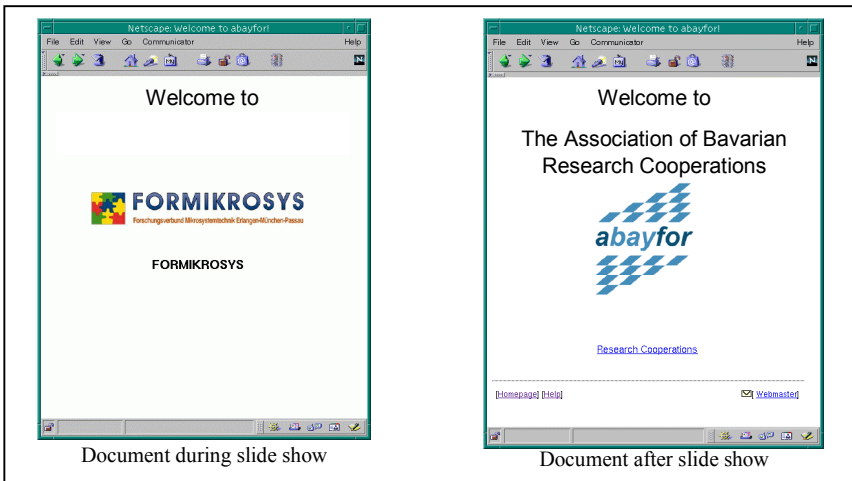 Netscape: Welcome to abayfor!
File Edit View Go Communicator Help
Welcome to
FORMIKROSYS
Forschungsverbund Mikrosystemtechnik Erlangen-München-Passau
FORMIKROSYS
Document during slide show
Netscape: Welcome to abayfor!
File Edit View Go Communicator Help
Welcome to
The Association of Bavarian
Research Cooperations
abayfor
Research Cooperations
[Homepage] [Help] [Webmaster]
Document after slide show